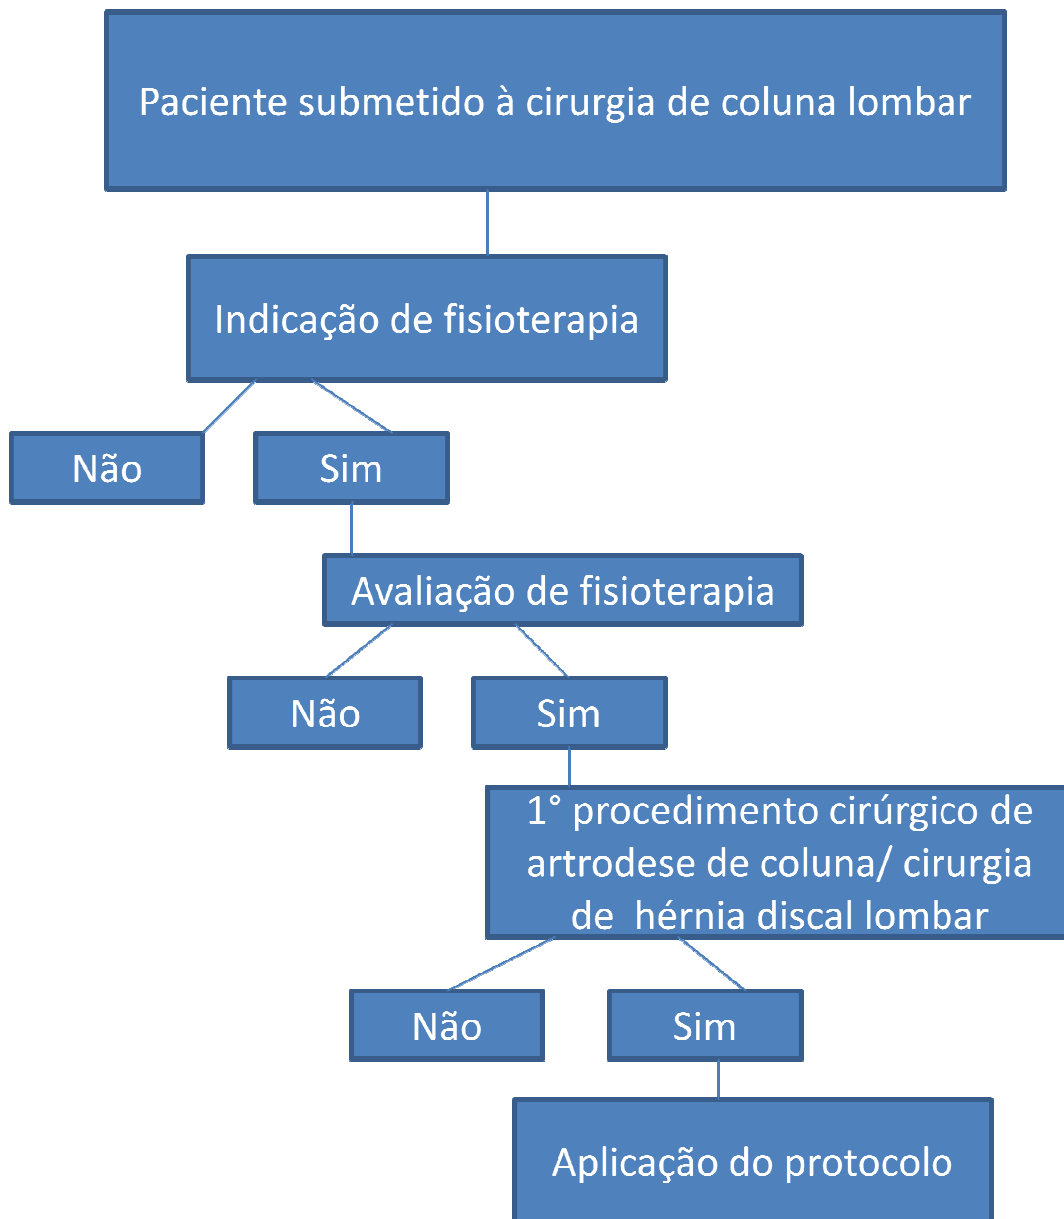 Paciente submetido à cirurgia de coluna lombar
Indicação de fisioterapia
Não
Sim
Avaliação de fisioterapia
Não
Sim
1° procedimento cirúrgico de
artrodese de coluna/ cirurgia
de hérnia discal lombar
Não
Sim
Aplicação do protocolo